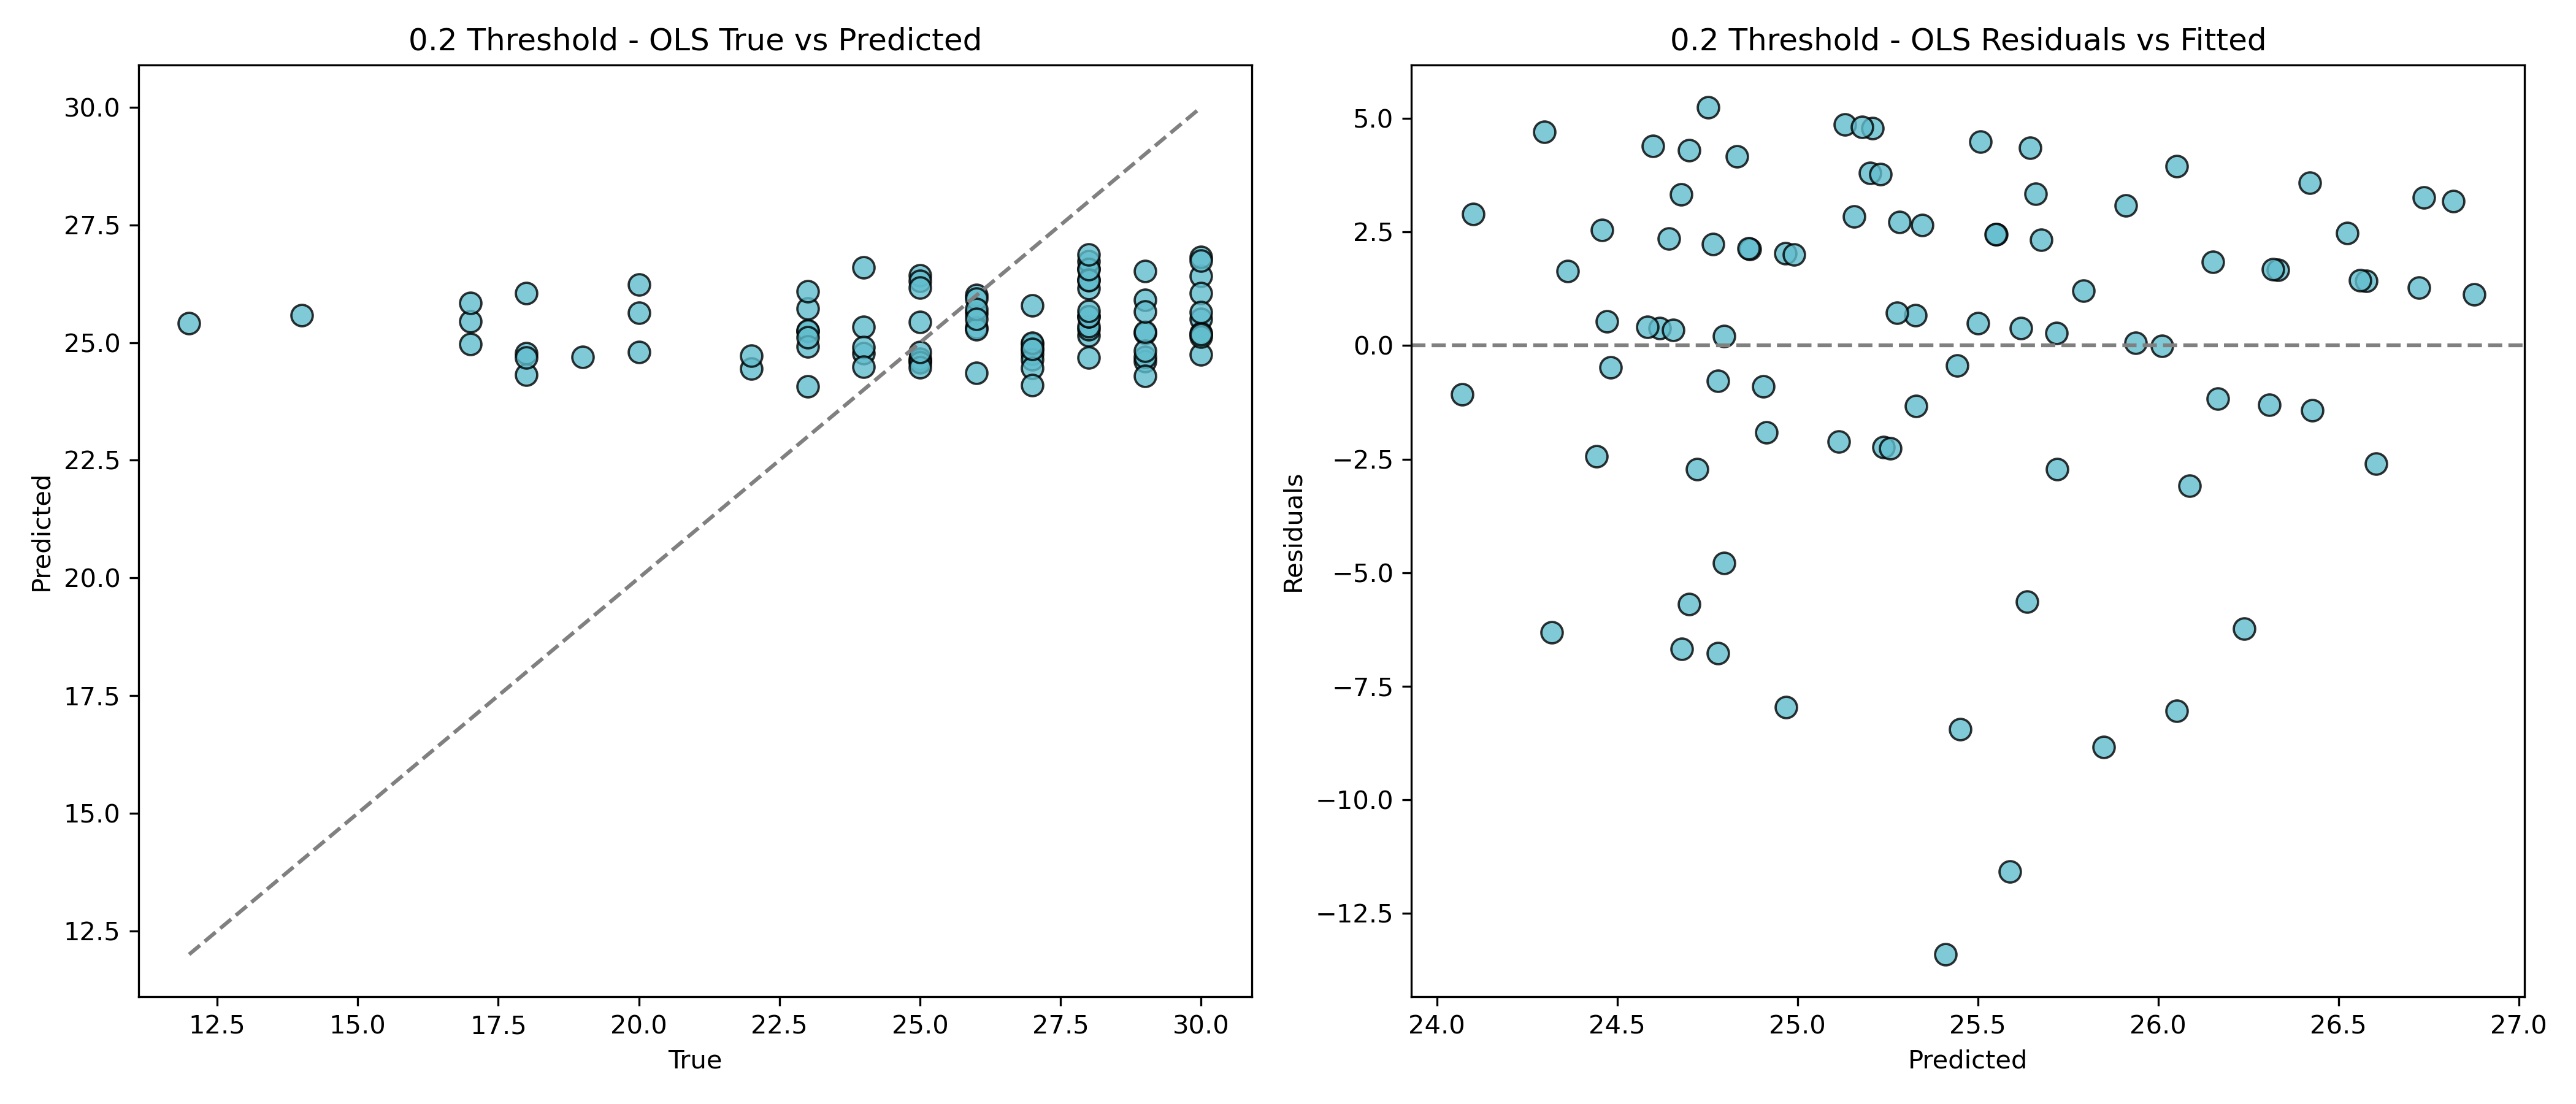 0.2 Threshold - OLS True vs Predicted
30.0
27.5
25.0
22.5
20.0
17.5
15.0
12.5
Predicted
12.5 15.0 17.5 20.0 22.5 25.0 27.5 30.0
True
0.2 Threshold - OLS Residuals vs Fitted
5.0
2.5
0.0
−2.5
−5.0
−7.5
−10.0
−12.5
Residuals
24.0 24.5 25.0 25.5 26.0 26.5 27.0
Predicted